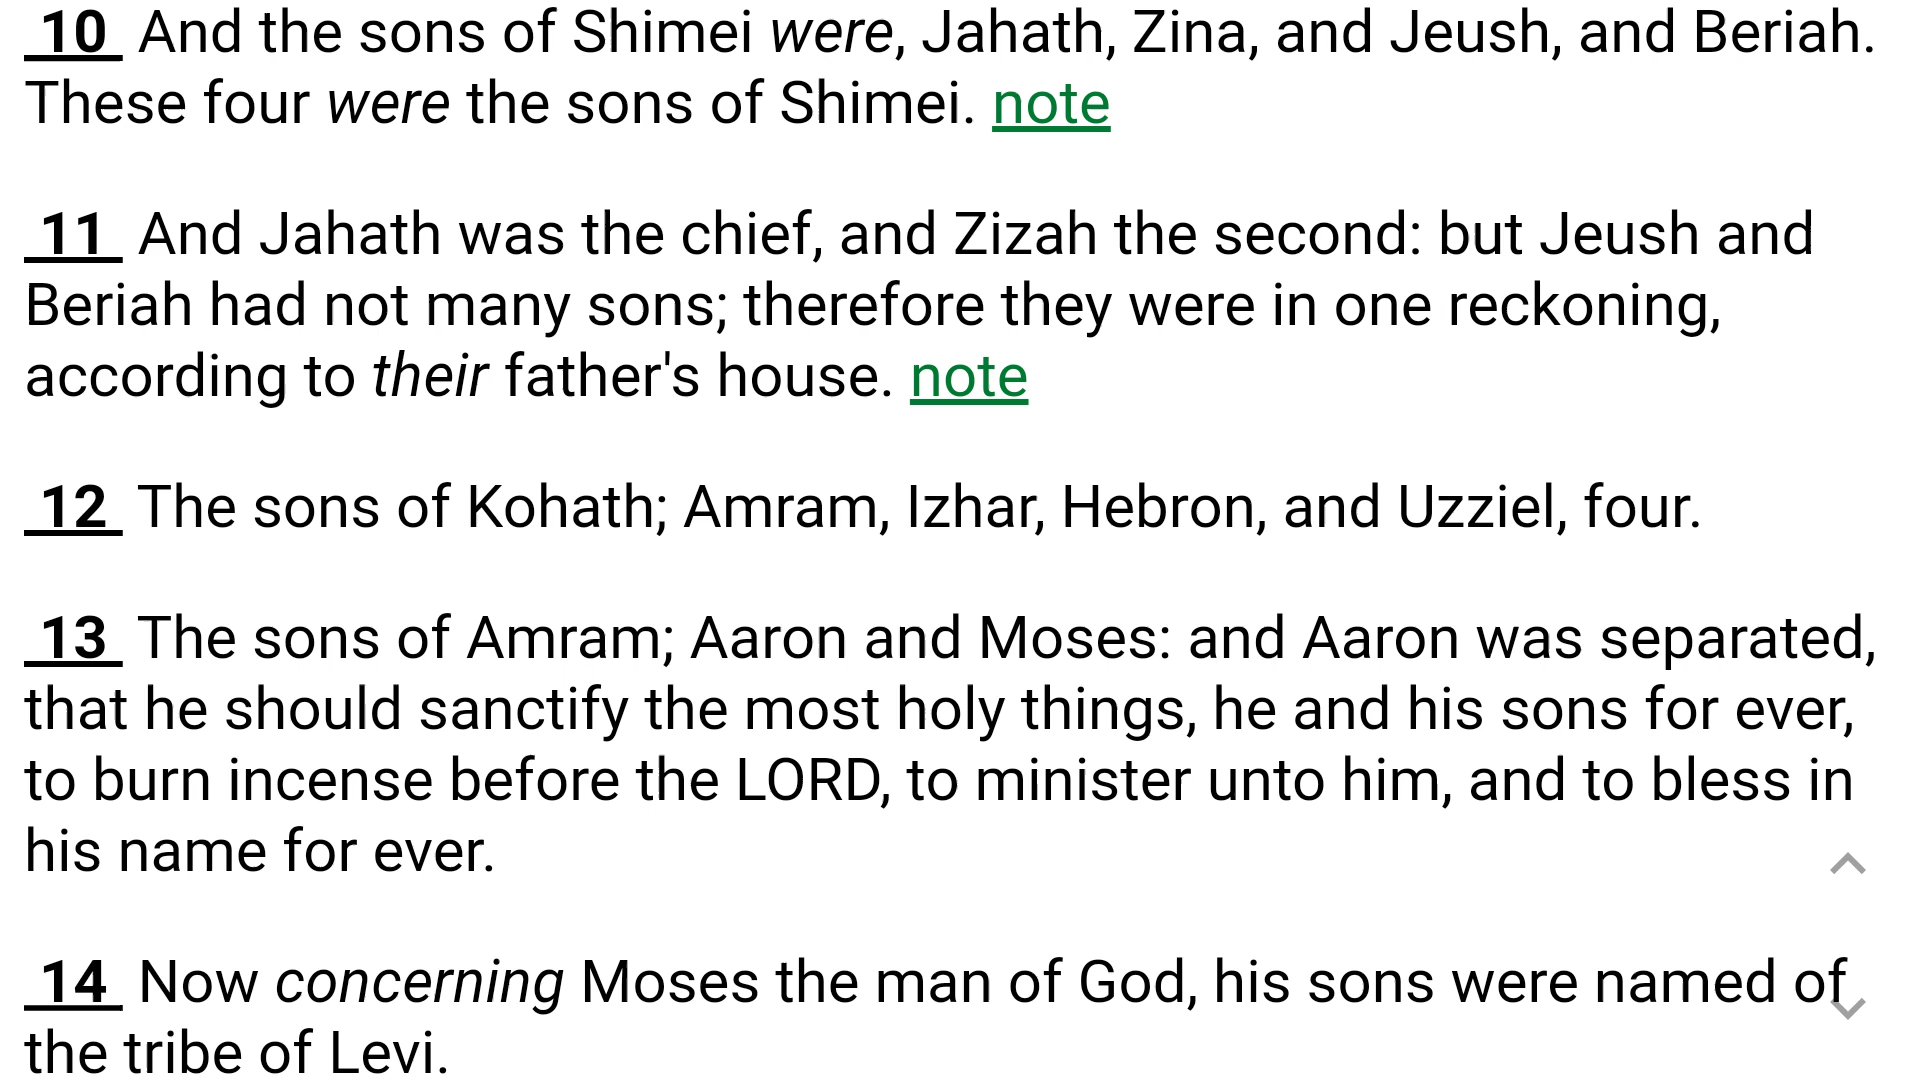 10 And the sons of Shimei were, Jahath, Zina, and Jeush, and Beriah.
These four were the sons of Shimei. note
11 And Jahath was the chief, and Zizah the second: but Jeush and
Beriah had not many sons; therefore they were in one reckoning,
according to their father's house. note
12 The sons of Kohath; Amram, Izhar, Hebron, and Uzziel, four.
13 The sons of Amram; Aaron and Moses: and Aaron was separated,
that he should sanctify the most holy things, he and his sons for ever,
to burn incense before the LORD, to minister unto him, and to bless in
his name for ever.
14 Now concerning Moses the man of God, his sons were named of
the tribe of Levi.